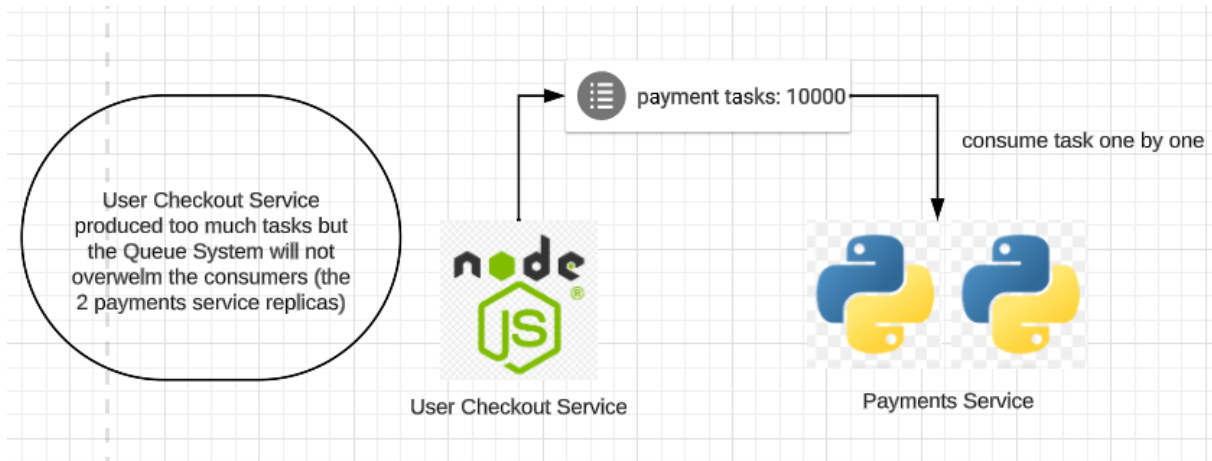 User Checkout Service
produced too much tasks but
the Queue System will not
overwelm the consumers (the
2 payments service replicas)
payment tasks: 10000
consume task one by one
node
JS
®
User Checkout Service
Payments Service